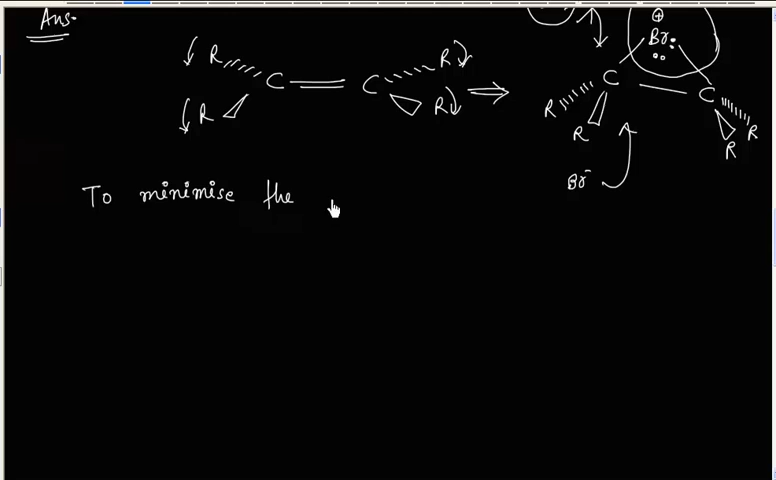 Ans.
⊕
Br:
R R
C = C ⇒ C — C
R R R R R R
Br⁻
To minimise the